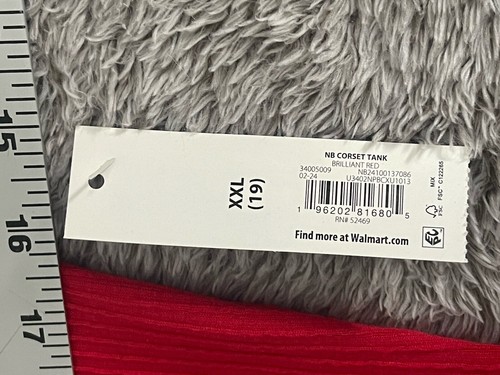 15
16
17
XXL
(19)
NB CORSET TANK
BRILLIANT RED
34005009 NB24100137086
02-24 U3402NPBCXU1013
1 96202 81680 5
RN# 52469
Find more at Walmart.com
FSC
MIX
FSC® C122265